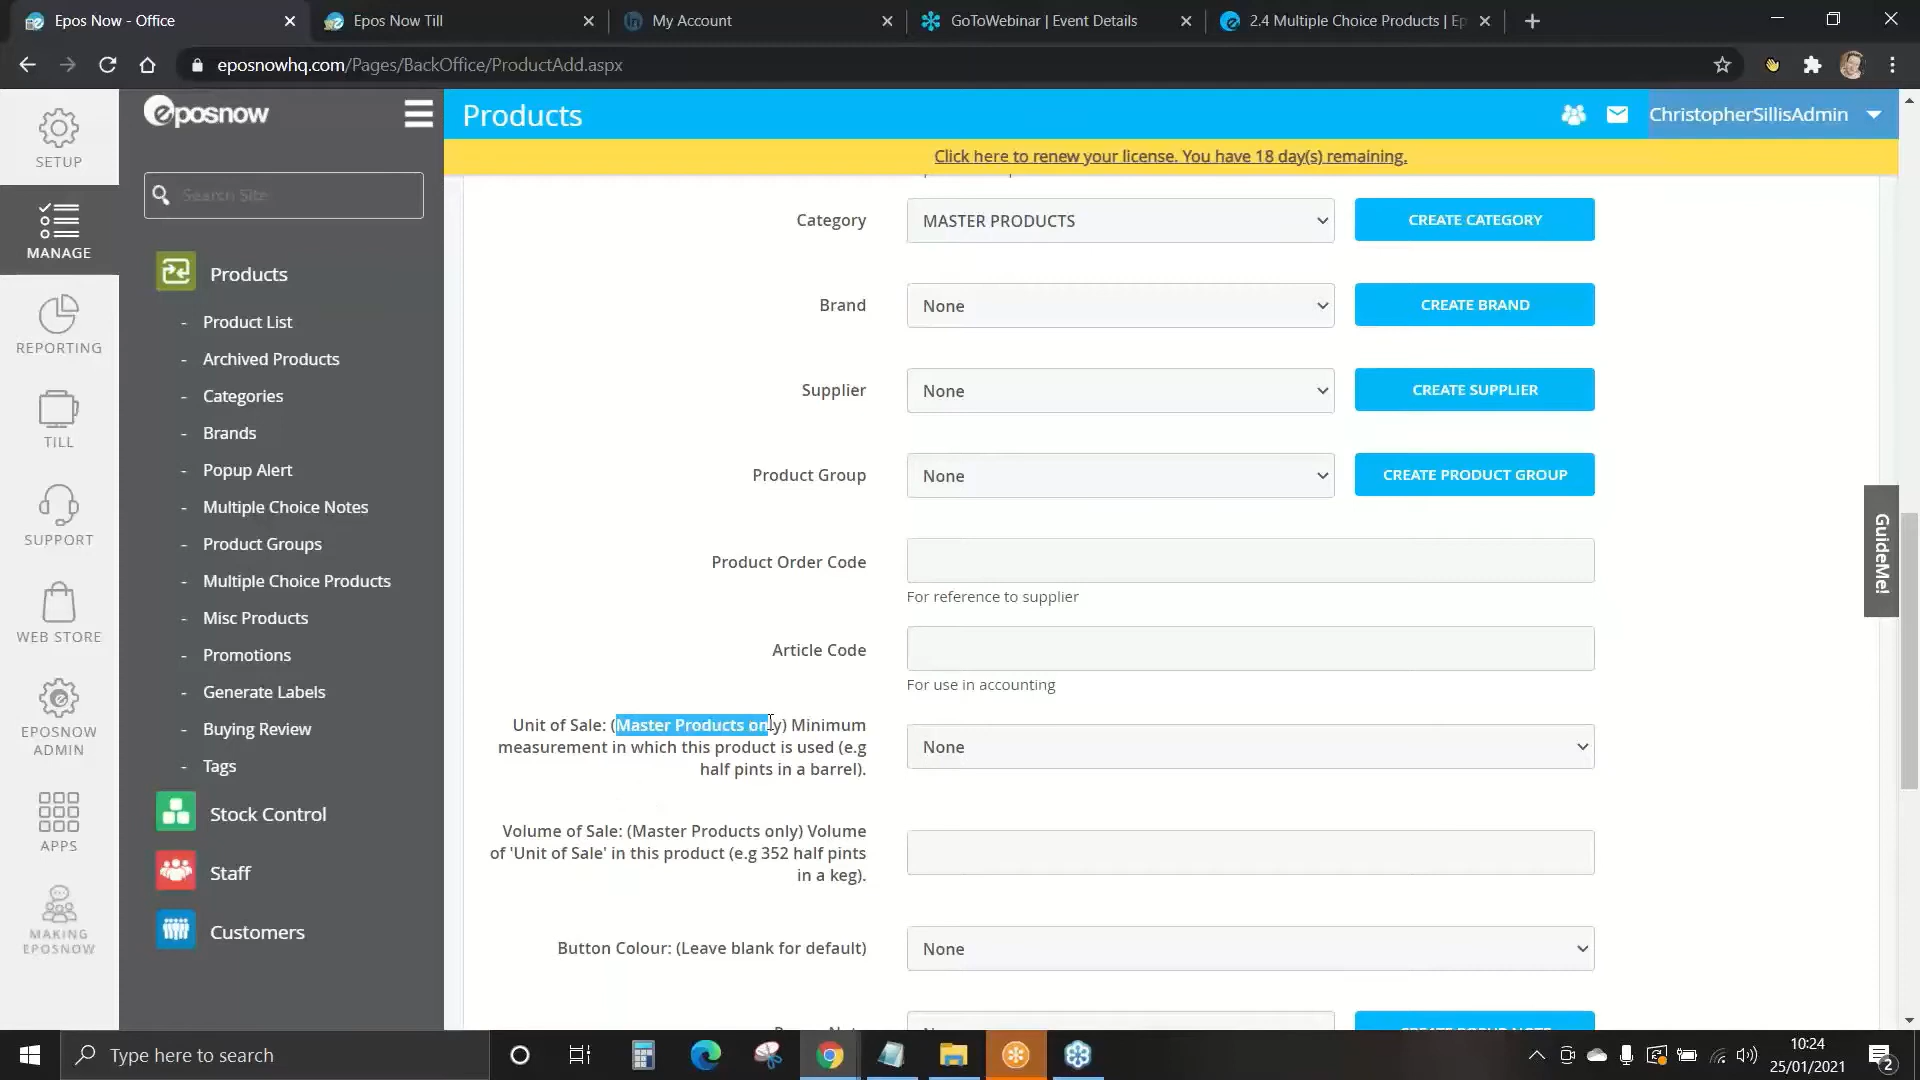 Epos Now - Office
Epos Now Till
My Account
GoToWebinar | Event Details
2.4 Multiple Choice Products | Ep
eposnowhq.com/Pages/BackOffice/ProductAdd.aspx
SETUP
MANAGE
REPORTING
TILL
SUPPORT
WEB STORE
EPOSNOW
ADMIN
APPS
MAKING
EPOSNOW
eposnow
Search Site
Products
- Product List
- Archived Products
- Categories
- Brands
- Popup Alert
- Multiple Choice Notes
- Product Groups
- Multiple Choice Products
- Misc Products
- Promotions
- Generate Labels
- Buying Review
- Tags
Stock Control
Staff
Customers
Products
ChristopherSillisAdmin
Click here to renew your license. You have 18 day(s) remaining.
Category
MASTER PRODUCTS
CREATE CATEGORY
Brand
None
CREATE BRAND
Supplier
None
CREATE SUPPLIER
Product Group
None
CREATE PRODUCT GROUP
Product Order Code
For reference to supplier
Article Code
For use in accounting
Unit of Sale: (Master Products only) Minimum
measurement in which this product is used (e.g
half pints in a barrel).
None
Volume of Sale: (Master Products only) Volume
of 'Unit of Sale' in this product (e.g 352 half pints
in a keg).
Button Colour: (Leave blank for default)
None
GuideMe!
Type here to search
10:24
25/01/2021
2